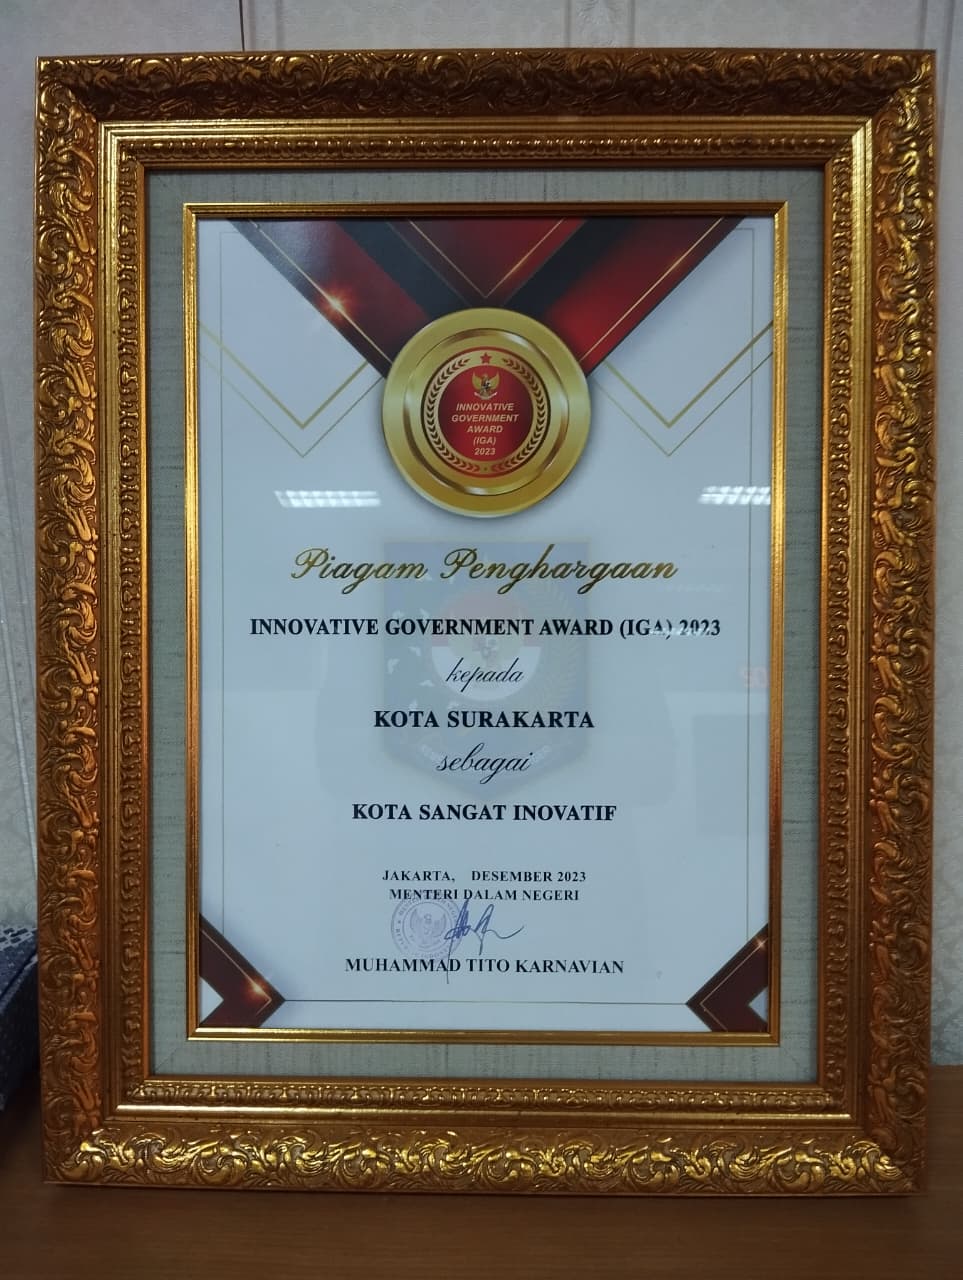 INNOVATIVE
GOVERNMENT
AWARD
(IGA)
2023
Piagam Penghargaan
INNOVATIVE GOVERNMENT AWARD (IGA) 2023
kepada
KOTA SURAKARTA
sebagai
KOTA SANGAT INOVATIF
JAKARTA, DESEMBER 2023
MENTERI DALAM NEGERI
MUHAMMAD TITO KARNAVIAN